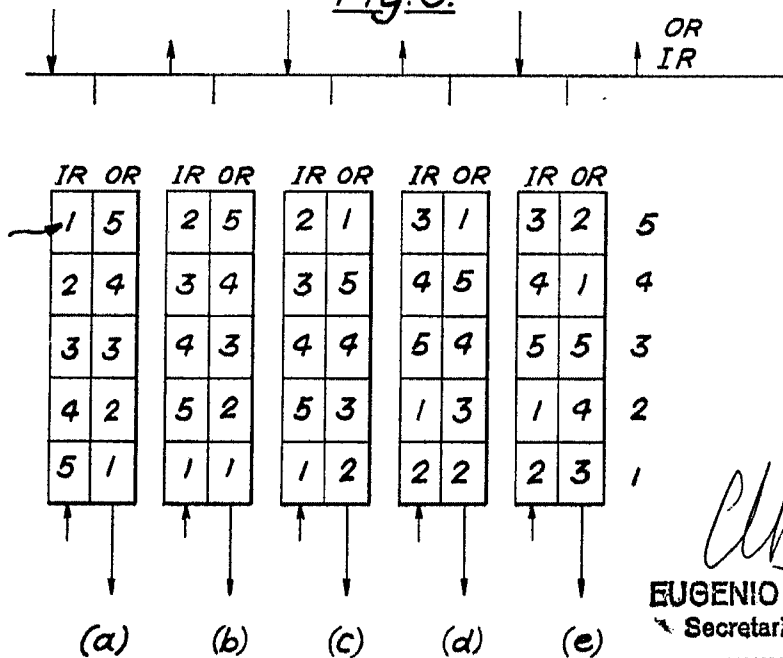 Fig. 6.
OR
IR
IR OR IR OR IR OR IR OR IR OR
1 5 2 5 2 1 3 1 3 2 5
2 4 3 4 3 5 4 5 4 1 4
3 3 4 3 4 4 5 4 5 5 3
4 2 5 2 5 3 1 3 1 4 2
5 1 1 1 1 2 2 2 2 3 1
EUGENIO
(a) (b) (c) (d) (e)